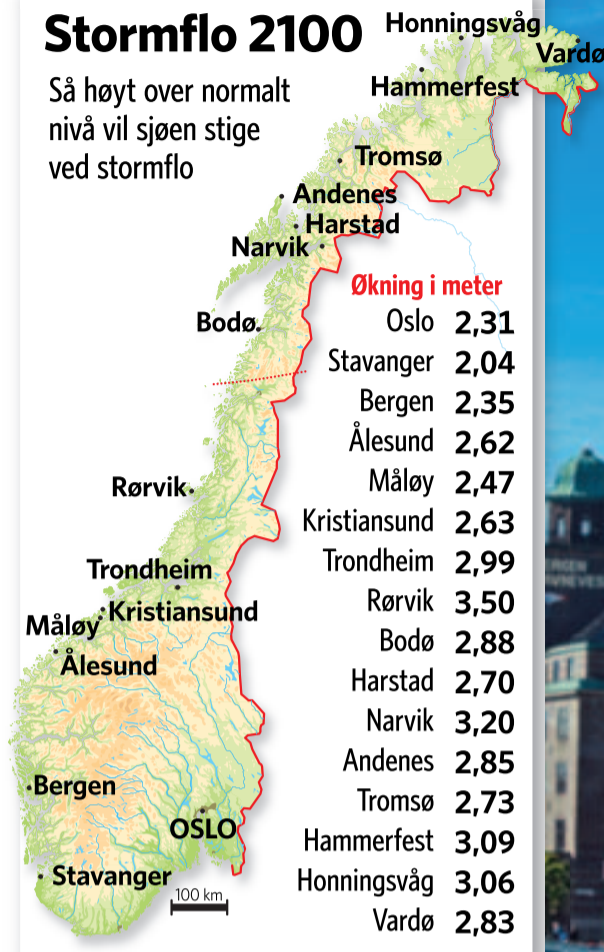 Stormflo 2100
Så høyt over normalt
nivå vil sjøen stige
ved stormflo
Honningsvåg
Vardø
Hammerfest
Tromsø
Andenes
Harstad
Narvik
Bodø
Rørvik
Trondheim
Kristiansund
Måløy
Ålesund
Bergen
OSLO
Stavanger
100 km
Økning i meter
Oslo 2,31
Stavanger 2,04
Bergen 2,35
Ålesund 2,62
Måløy 2,47
Kristiansund 2,63
Trondheim 2,99
Rørvik 3,50
Bodø 2,88
Harstad 2,70
Narvik 3,20
Andenes 2,85
Tromsø 2,73
Hammerfest 3,09
Honningsvåg 3,06
Vardø 2,83